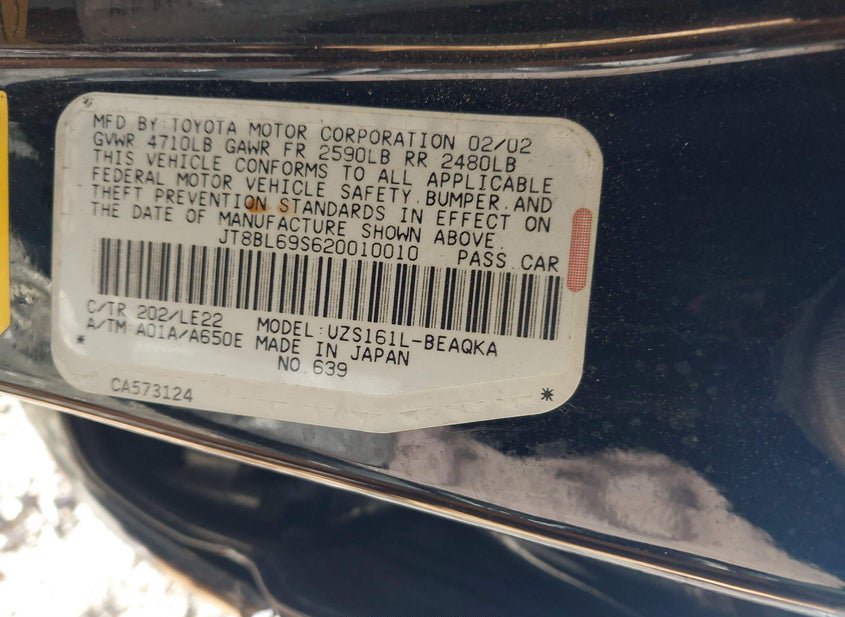 MFD BY:TOYOTA MOTOR CORPORATION 02/02
GVWR 4710LB GAWR FR 2590LB RR 2480LB
THIS VEHICLE CONFORMS TO ALL APPLICABLE
FEDERAL MOTOR VEHICLE SAFETY,BUMPER,AND
THEFT PREVENTION STANDARDS IN EFFECT ON
THE DATE OF MANUFACTURE SHOWN ABOVE.
JT8BL69S620010010 PASS.CAR
C/TR 202/LE22 MODEL:UZS161L-BEAQKA
A/TM A01A/A650E MADE IN JAPAN
NO.639
CA573124